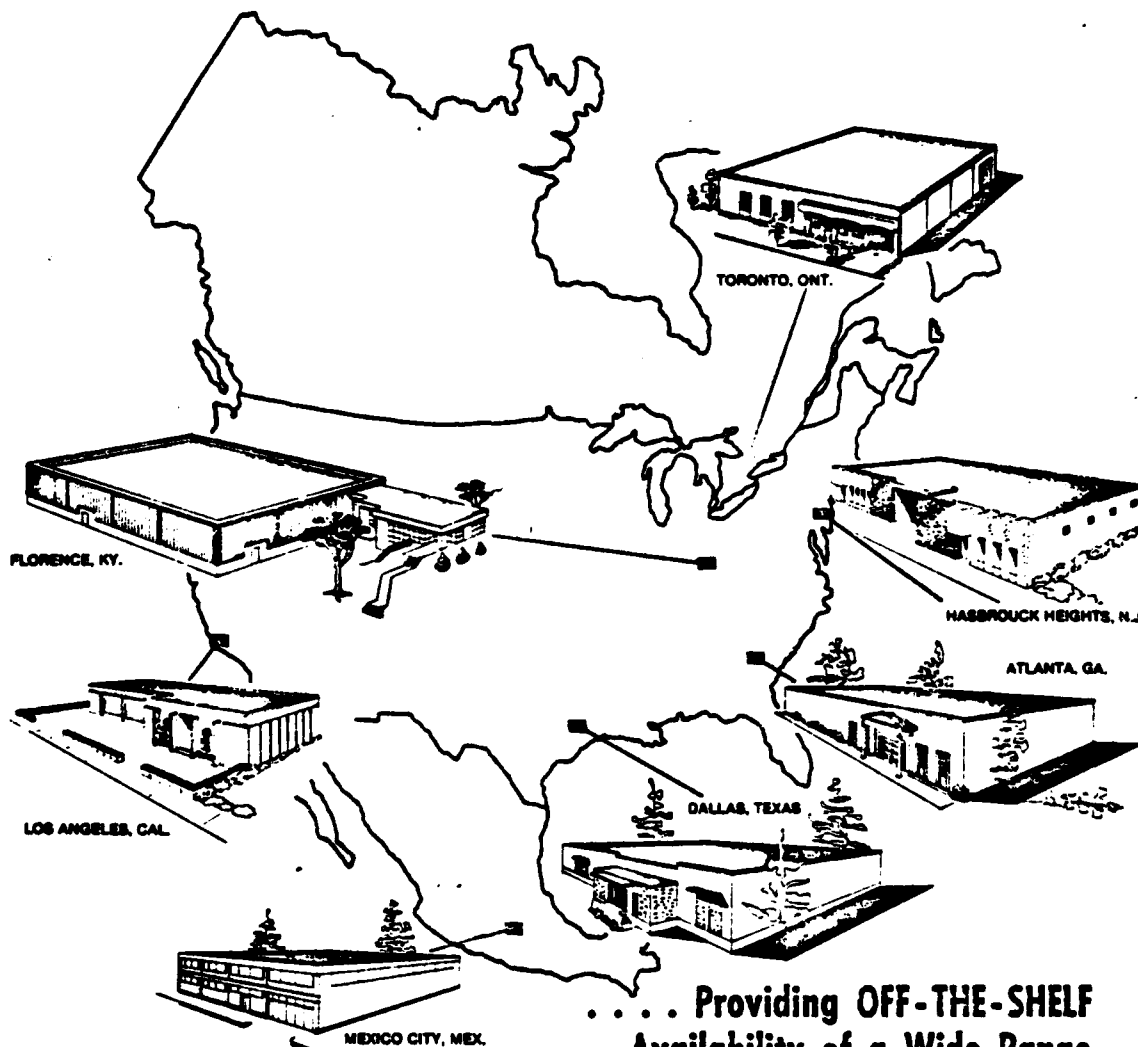 TORONTO, ONT.
FLORENCE, KY.
HASBROUCK HEIGHTS, N.J.
ATLANTA, GA.
LOS ANGELES, CAL.
DALLAS, TEXAS
MEXICO CITY, MEX.
. . . . Providing OFF-THE-SHELF
Availability of a Wide Range